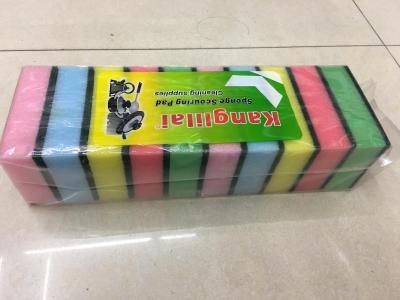 Kanglilai
Sponge Scouring Pad
Cleaning supplies